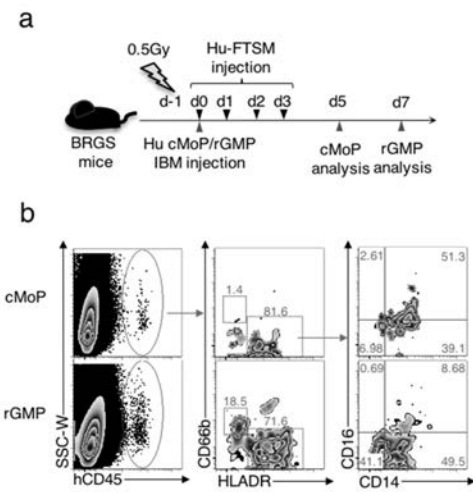 a
0.5Gy
Hu-FTSM
injection
d-1 d0 d1 d2 d3 d5 d7
BRGS
mice
Hu cMoP/rGMP
IBM injection
cMoP
analysis
rGMP
analysis
b
cMoP
1.4
81.6
2.61 51.3
6.98 39.1
rGMP
18.5
71.6
0.69 8.68
41.1 49.5
SSC-W
hCD45
CD66b
HLADR
CD16
CD14